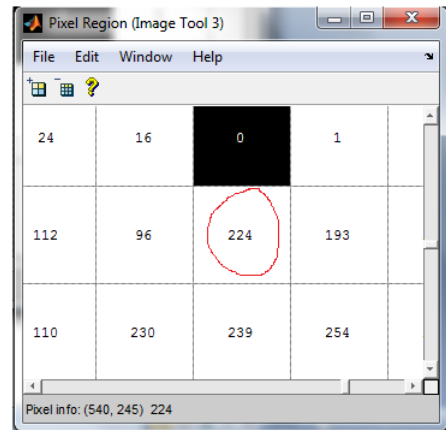 Pixel Region (Image Tool 3)
File Edit Window Help
24 16 0 1
112 96 224 193
110 230 239 254
Pixel info: (540, 245) 224